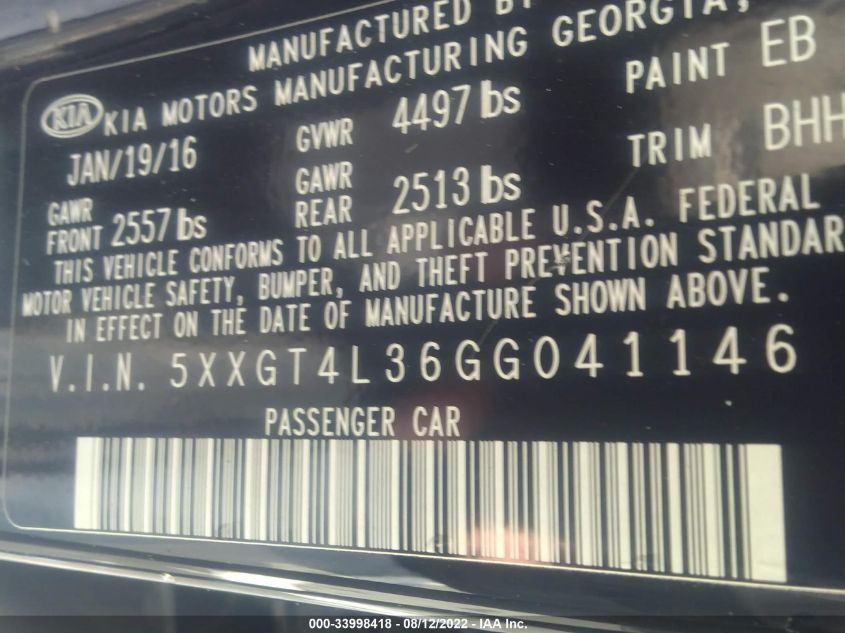 MANUFACTURED BY
KIA KIA MOTORS MANUFACTURING GEORGIA,
JAN/19/16 GVWR 4497 lbs PAINT EB
GAWR FRONT 2557 lbs GAWR REAR 2513 lbs TRIM BHH
THIS VEHICLE CONFORMS TO ALL APPLICABLE U.S.A. FEDERAL
MOTOR VEHICLE SAFETY, BUMPER, AND THEFT PREVENTION STANDAR
IN EFFECT ON THE DATE OF MANUFACTURE SHOWN ABOVE.
V.I.N. 5XXGT4L36GG041146
PASSENGER CAR
000-33998418 - 08/12/2022 - IAA Inc.